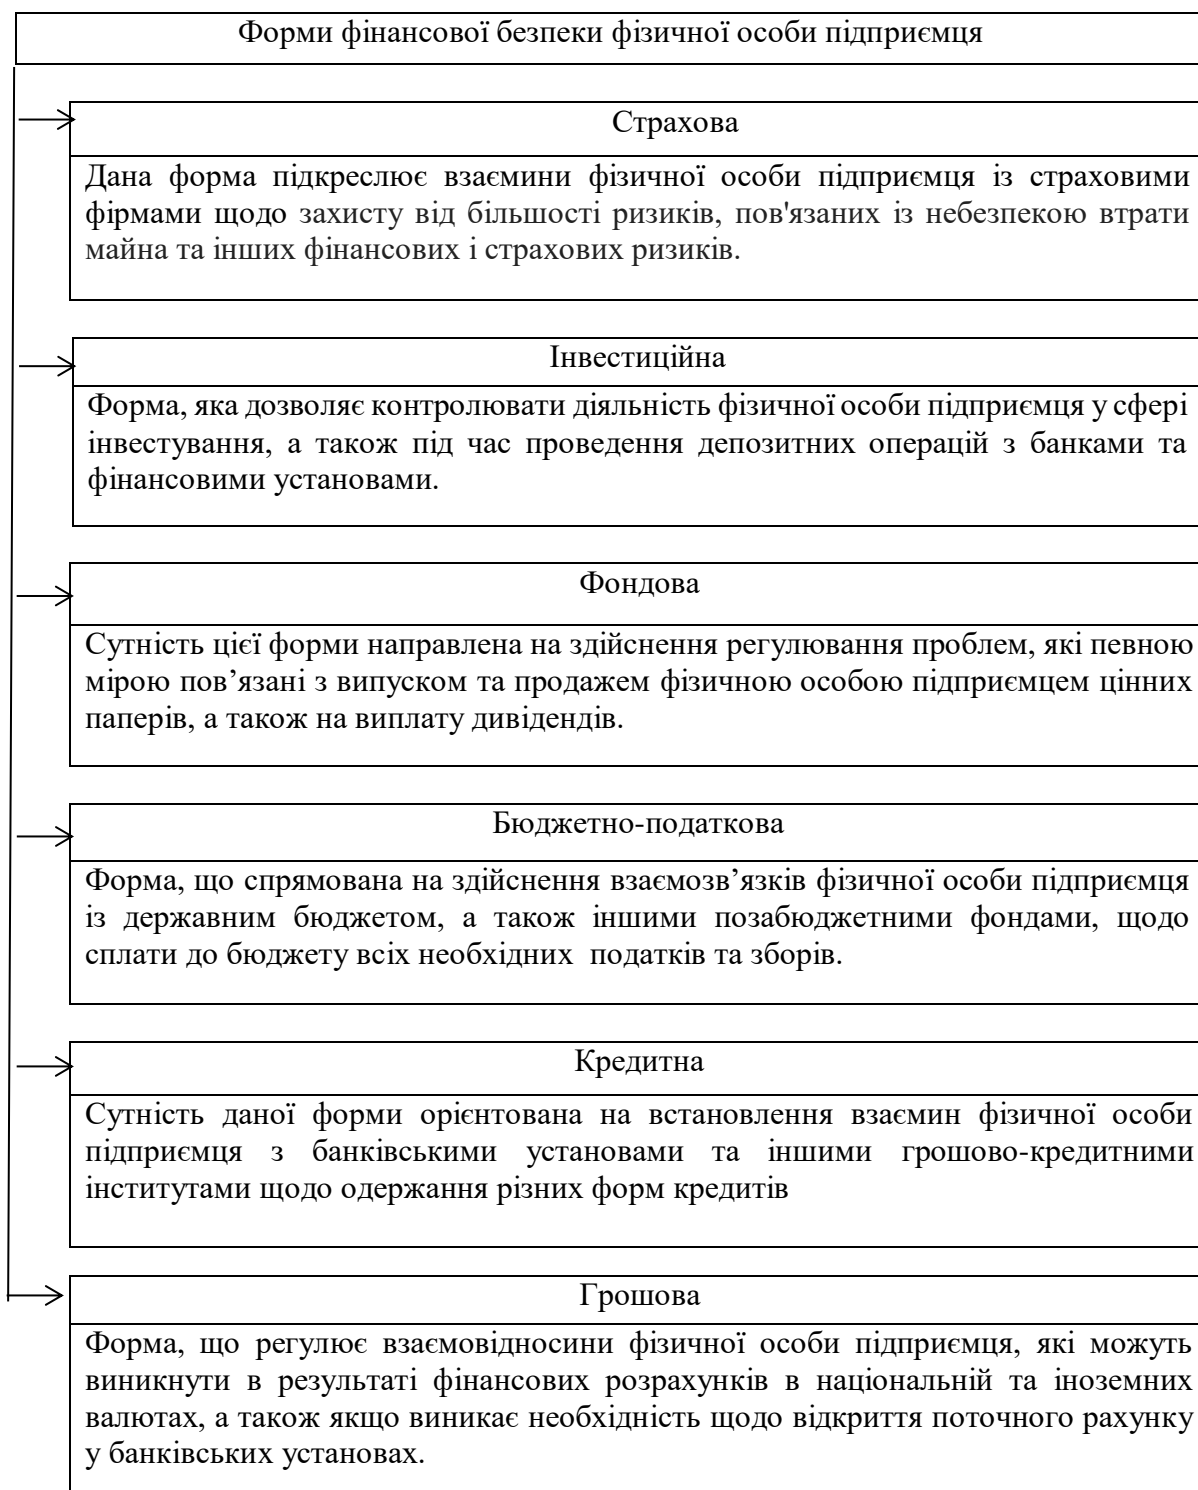 Форми фінансової безпеки фізичної особи підприємця
Страхова
Дана форма підкреслює взаємини фізичної особи підприємця із страховими
фірмами щодо захисту від більшості ризиків, пов'язаних із небезпекою втрати
майна та інших фінансових і страхових ризиків.
Інвестиційна
Форма, яка дозволяє контролювати діяльність фізичної особи підприємця у сфері
інвестування, а також під час проведення депозитних операцій з банками та
фінансовими установами.
Фондова
Сутність цієї форми направлена на здійснення регулювання проблем, які певною
мірою пов’язані з випуском та продажем фізичною особою підприємцем цінних
паперів, а також на виплату дивідендів.
Бюджетно-податкова
Форма, що спрямована на здійснення взаємозв’язків фізичної особи підприємця
із державним бюджетом, а також іншими позабюджетними фондами, щодо
сплати до бюджету всіх необхідних податків та зборів.
Кредитна
Сутність даної форми орієнтована на встановлення взаємин фізичної особи
підприємця з банківськими установами та іншими грошово-кредитними
інститутами щодо одержання різних форм кредитів
Грошова
Форма, що регулює взаємовідносини фізичної особи підприємця, які можуть
виникнути в результаті фінансових розрахунків в національній та іноземних
валютах, а також якщо виникає необхідність щодо відкриття поточного рахунку
у банківських установах.